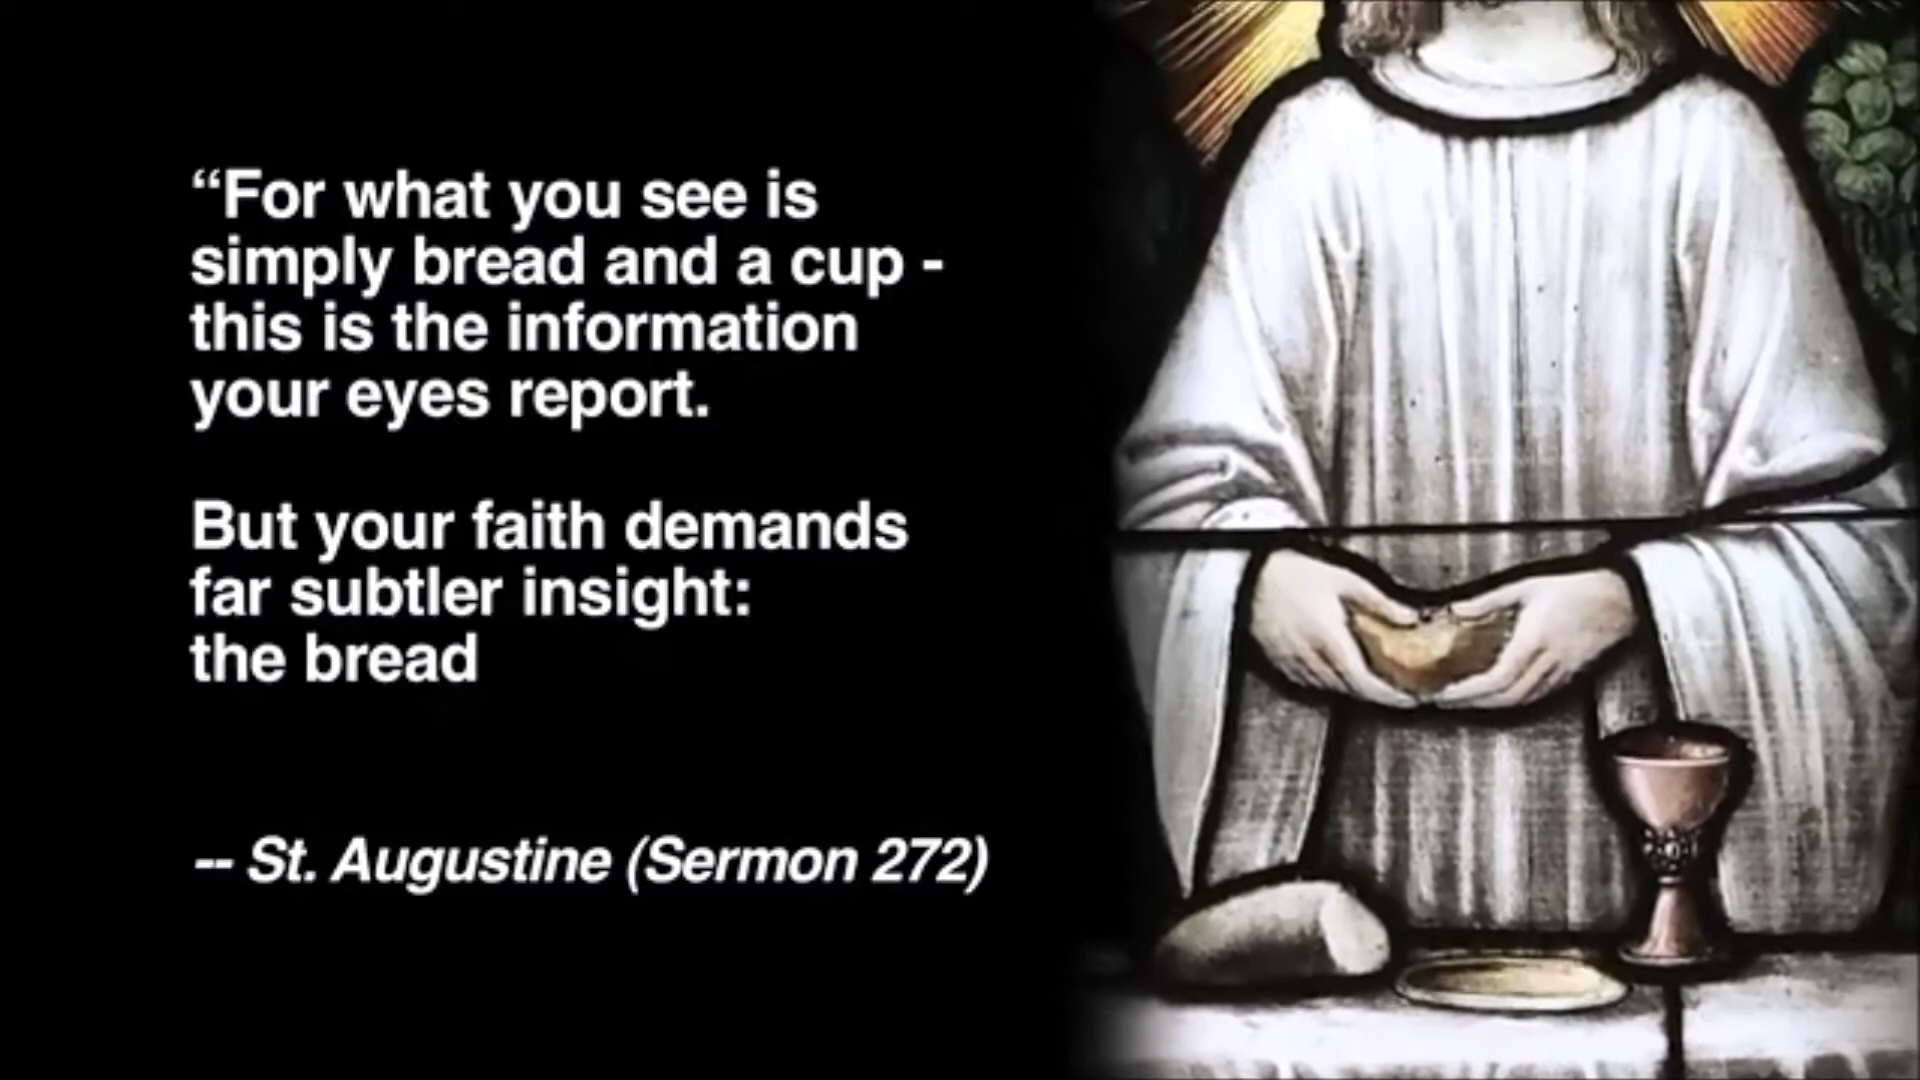 “For what you see is
simply bread and a cup -
this is the information
your eyes report.
But your faith demands
far subtler insight:
the bread
-- St. Augustine (Sermon 272)